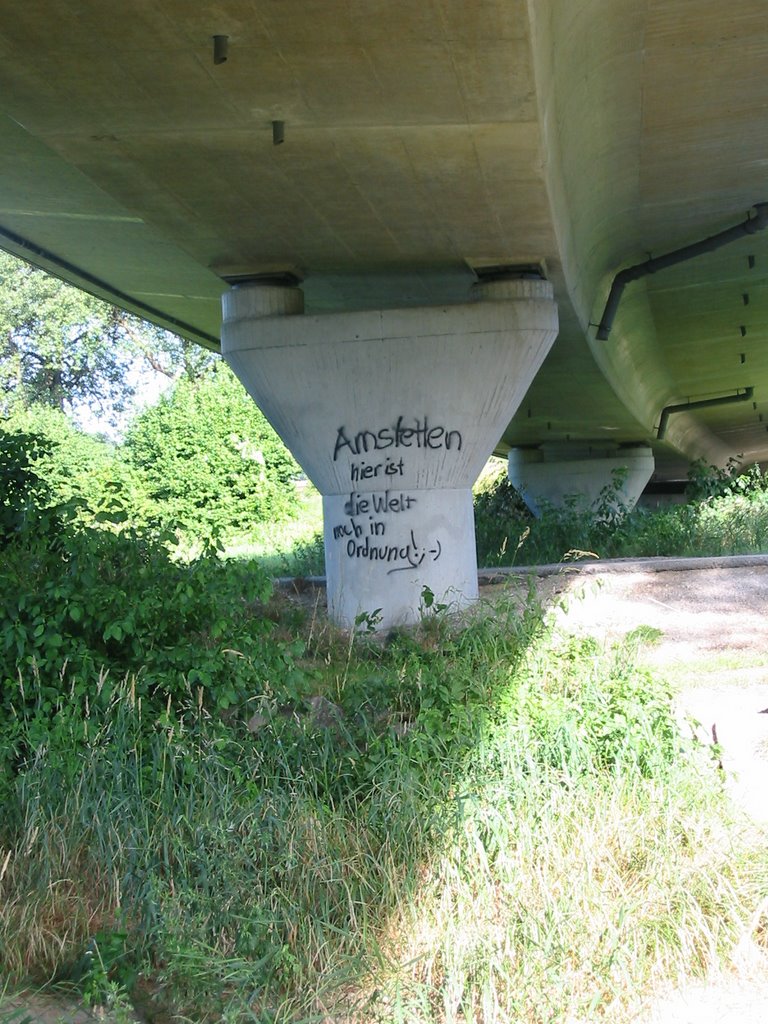 Amstetten
hier ist
die Welt
noch in
Ordnung! ;-)